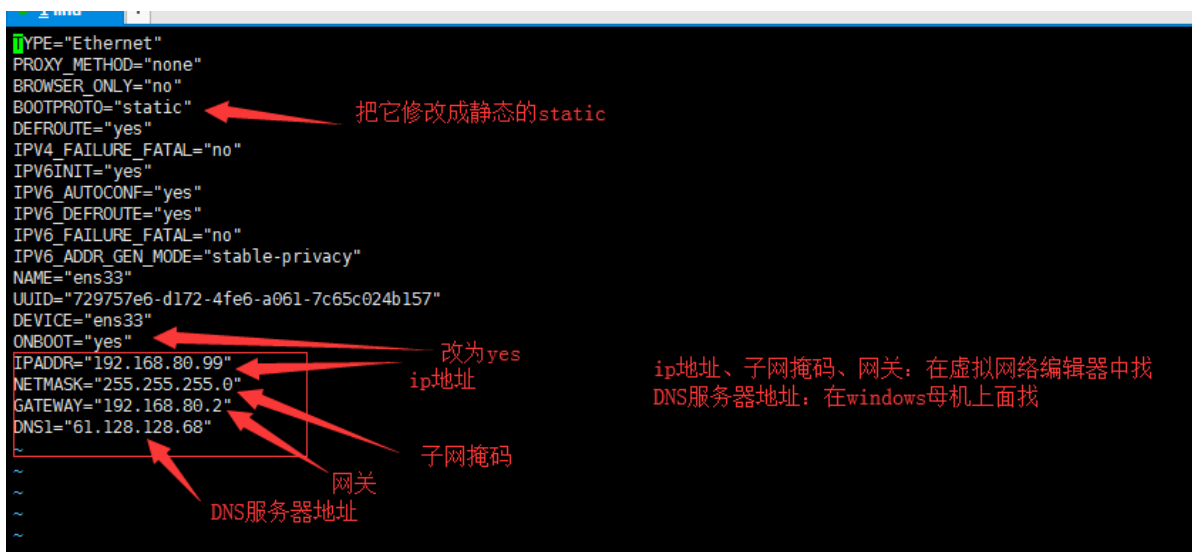 TYPE="Ethernet"
PROXY_METHOD="none"
BROWSER_ONLY="no"
BOOTPROTO="static"
把它修改成静态的static
DEFROUTE="yes"
IPV4_FAILURE_FATAL="no"
IPV6INIT="yes"
IPV6_AUTOCONF="yes"
IPV6_DEFROUTE="yes"
IPV6_FAILURE_FATAL="no"
IPV6_ADDR_GEN_MODE="stable-privacy"
NAME="ens33"
UUID="729757e6-d172-4fe6-a061-7c65c024b157"
DEVICE="ens33"
ONBOOT="yes"
改为yes
IPADDR="192.168.80.99"
ip地址
NETMASK="255.255.255.0"
GATEWAY="192.168.80.2"
DNS1="61.128.128.68"
ip地址、子网掩码、网关：在虚拟网络编辑器中找
DNS服务器地址：在windows母机上面找
~
子网掩码
~
网关
~
DNS服务器地址
~
~